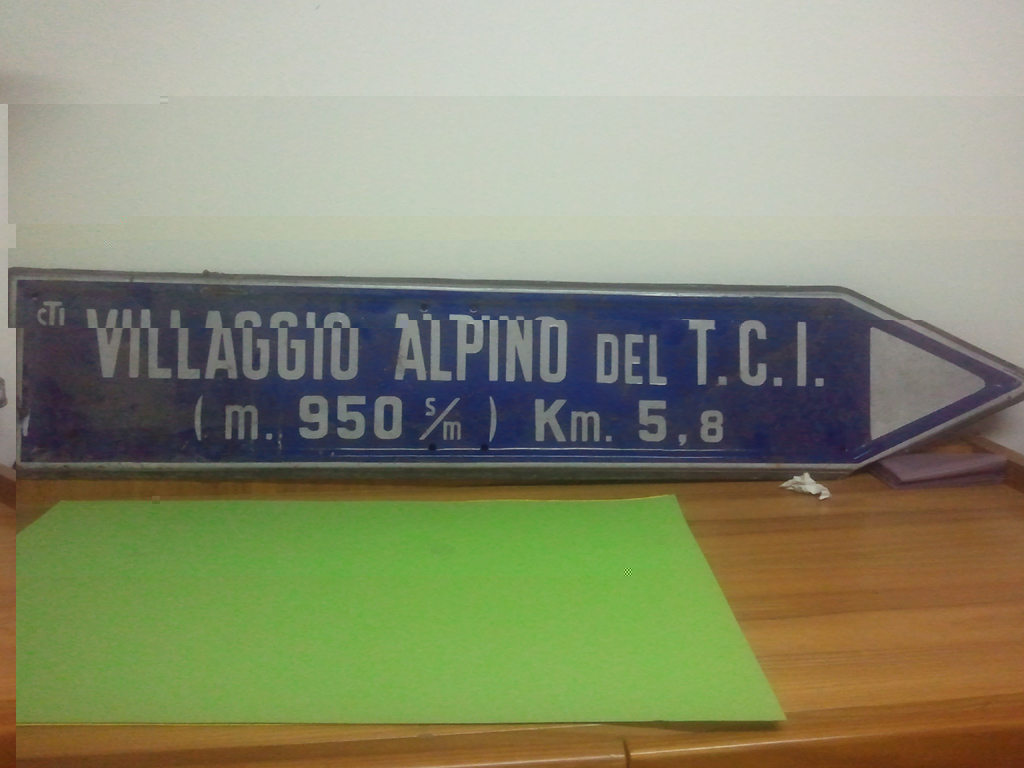 cTI
VILLAGGIO ALPINO DEL T.C.I.
(m. 950 s/m) Km. 5,8